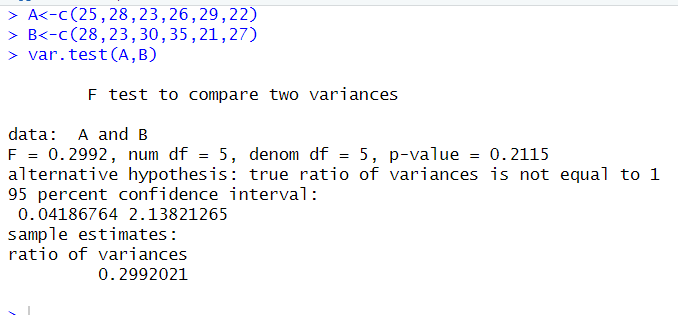 > A<-c(25,28,23,26,29,22)
> B<-c(28,23,30,35,21,27)
> var.test(A,B)
F test to compare two variances
data:  A and B
F = 0.2992, num df = 5, denom df = 5, p-value = 0.2115
alternative hypothesis: true ratio of variances is not equal to 1
95 percent confidence interval:
 0.04186764 2.13821265
sample estimates:
ratio of variances
         0.2992021
>